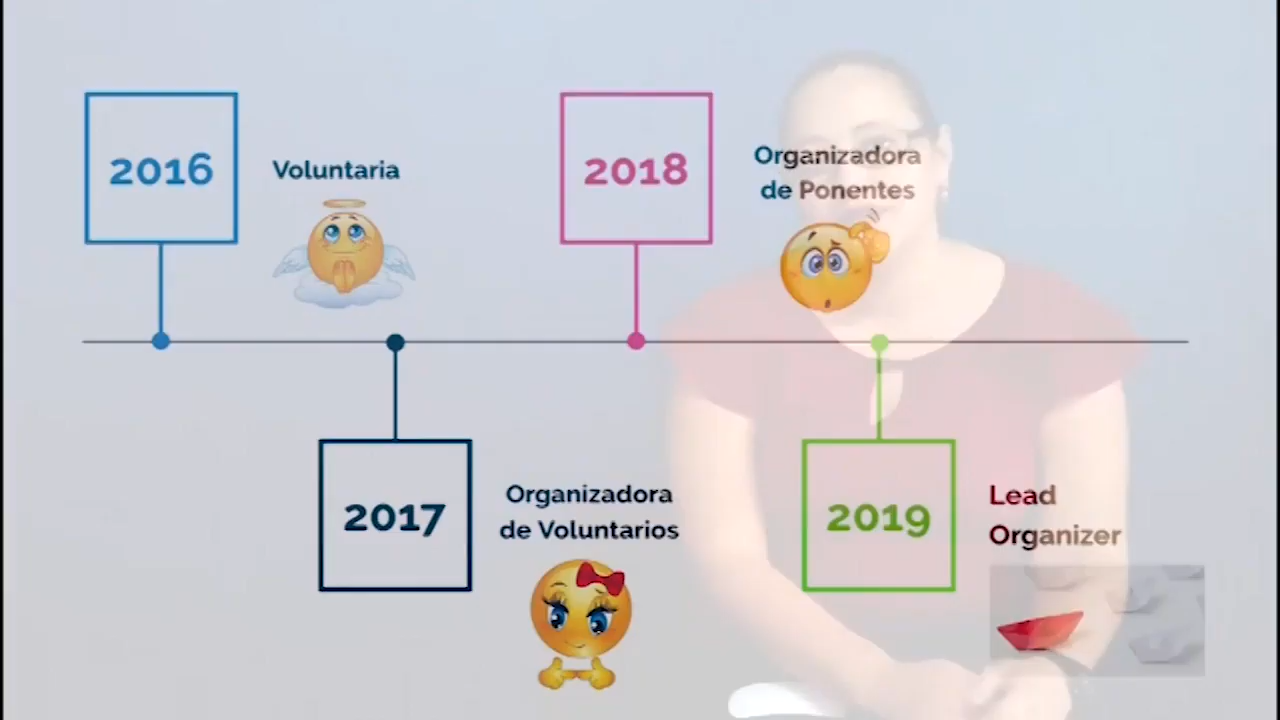 2016
Voluntaria
2017
Organizadora
de Voluntarios
2018
Organizadora
de Ponentes
2019
Lead
Organizer